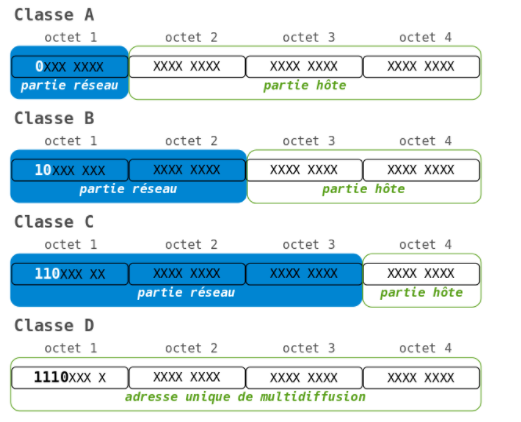 Classe A
octet 1 octet 2 octet 3 octet 4
0XXX XXXX XXXX XXXX XXXX XXXX XXXX XXXX
partie réseau partie hôte
Classe B
octet 1 octet 2 octet 3 octet 4
10XXX XXX XXXX XXXX XXXX XXXX XXXX XXXX
partie réseau partie hôte
Classe C
octet 1 octet 2 octet 3 octet 4
110XXX XX XXXX XXXX XXXX XXXX XXXX XXXX
partie réseau partie hôte
Classe D
octet 1 octet 2 octet 3 octet 4
1110XXX X XXXX XXXX XXXX XXXX XXXX XXXX
adresse unique de multidiffusion